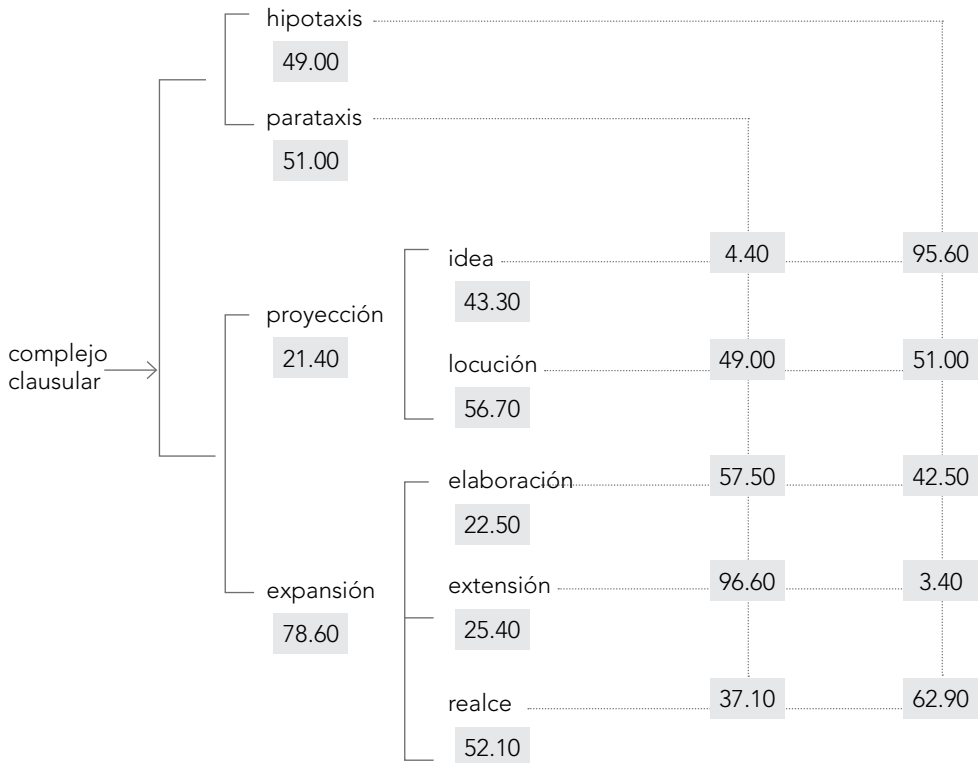 hipotaxis
49.00
parataxis
51.00
idea 4.40 95.60
43.30
proyección
21.40
complejo
clausular
locución 49.00 51.00
56.70
elaboración 57.50 42.50
22.50
expansión
78.60
extensión 96.60 3.40
25.40
realce 37.10 62.90
52.10